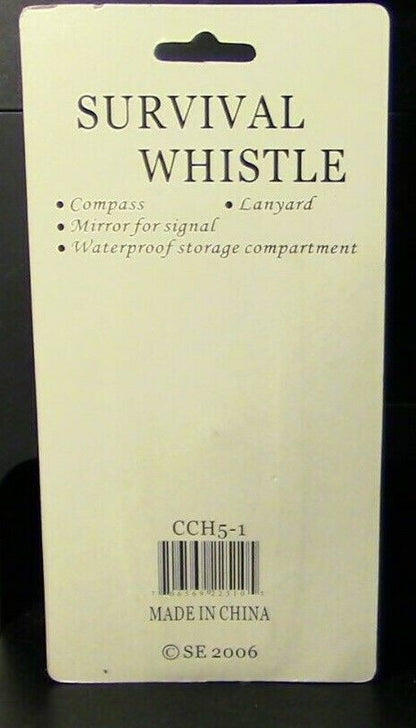 SURVIVAL
WHISTLE
• Compass • Lanyard
• Mirror for signal
• Waterproof storage compartment
CCH5-1
MADE IN CHINA
© SE 2006